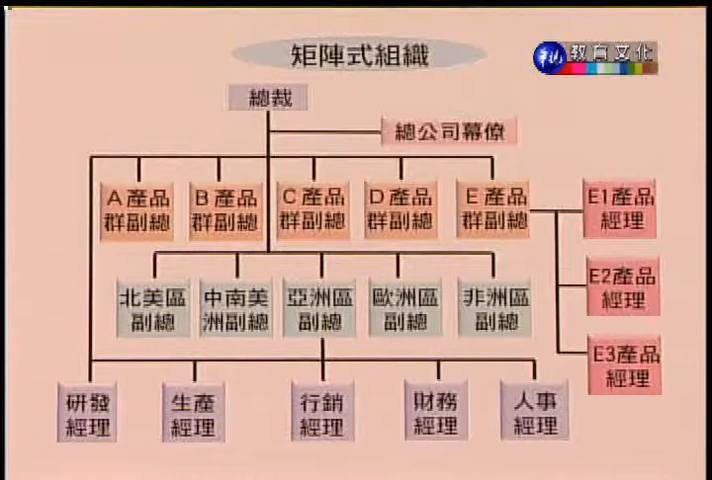 矩陣式組織
華視 教育文化
總裁
總公司幕僚
A產品
群副總
B產品
群副總
C產品
群副總
D產品
群副總
E產品
群副總
E1產品
經理
E2產品
經理
E3產品
經理
北美區
副總
中南美
洲副總
亞洲區
副總
歐洲區
副總
非洲區
副總
研發
經理
生產
經理
行銷
經理
財務
經理
人事
經理